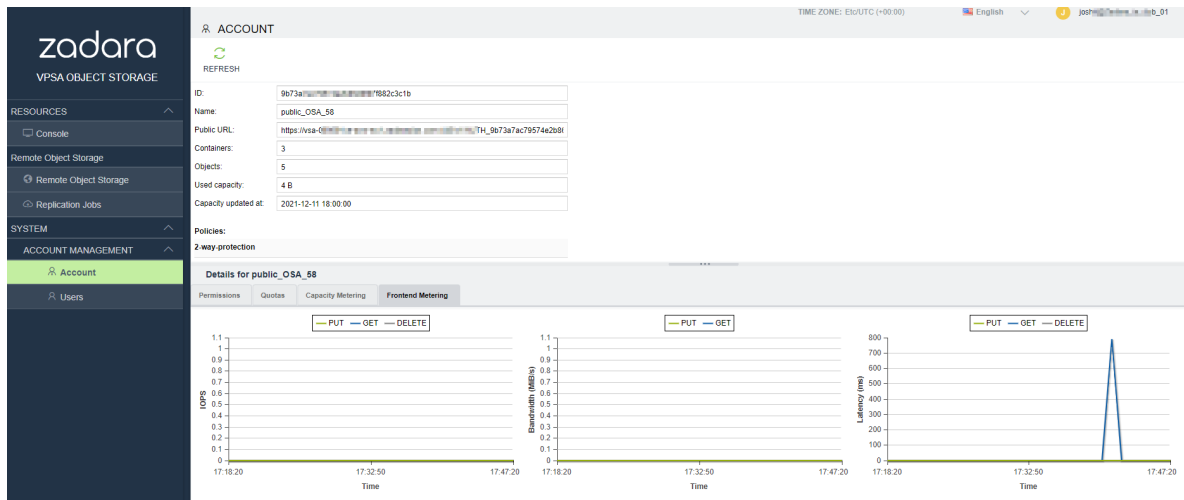 TIME ZONE: Etc/UTC (+00:00) English J
zadara
VPSA OBJECT STORAGE
RESOURCES
Console
Remote Object Storage
Remote Object Storage
Replication Jobs
SYSTEM
ACCOUNT MANAGEMENT
Account
Users
ACCOUNT
REFRESH
ID:
Name: public_OSA_58
Public URL:
Containers: 3
Objects: 5
Used capacity: 4 B
Capacity updated at: 2021-12-11 18:00:00
Policies:
2-way-protection
Details for public_OSA_58
Permissions Quotas Capacity Metering Frontend Metering
PUT GET DELETE
IOPS
1.1
1
0.9
0.8
0.7
0.6
0.5
0.4
0.3
0.2
0.1
0
17:18:20 17:32:50 17:47:20
Time
PUT GET
Bandwidth (MiB/s)
1.1
1
0.9
0.8
0.7
0.6
0.5
0.4
0.3
0.2
0.1
0
17:18:20 17:32:50 17:47:20
Time
PUT GET DELETE
Latency (ms)
800
700
600
500
400
300
200
100
0
17:18:20 17:32:50 17:47:20
Time